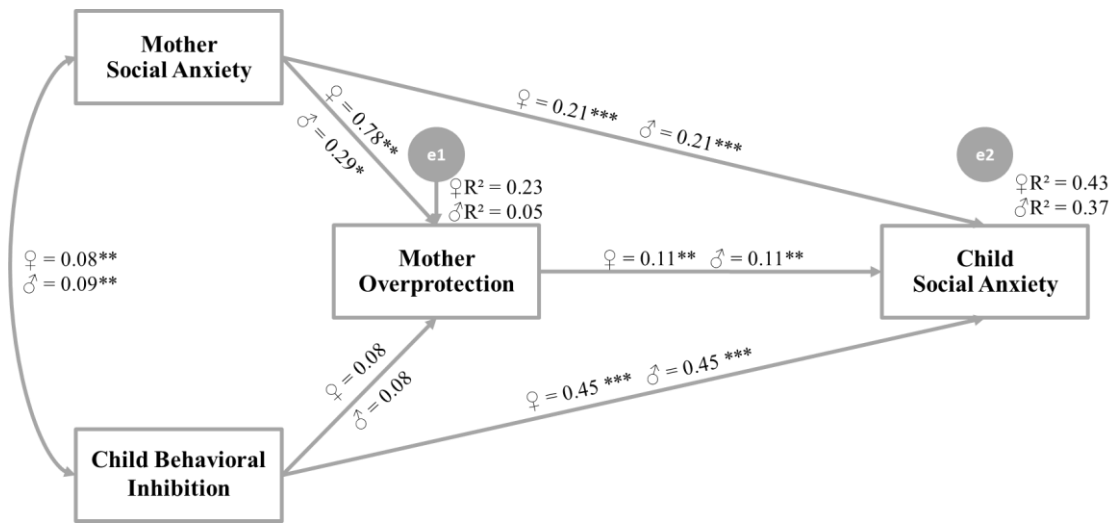 Mother
Social Anxiety
♀ = 0.78**
♂ = 0.29*
e1
♀R² = 0.23
♂R² = 0.05
♀ = 0.21*** ♂ = 0.21***
e2
♀R² = 0.43
♂R² = 0.37
♀ = 0.08**
♂ = 0.09**
Mother
Overprotection
♀ = 0.11** ♂ = 0.11**
Child
Social Anxiety
♀ = 0.08
♂ = 0.08
♀ = 0.45 *** ♂ = 0.45 ***
Child Behavioral
Inhibition